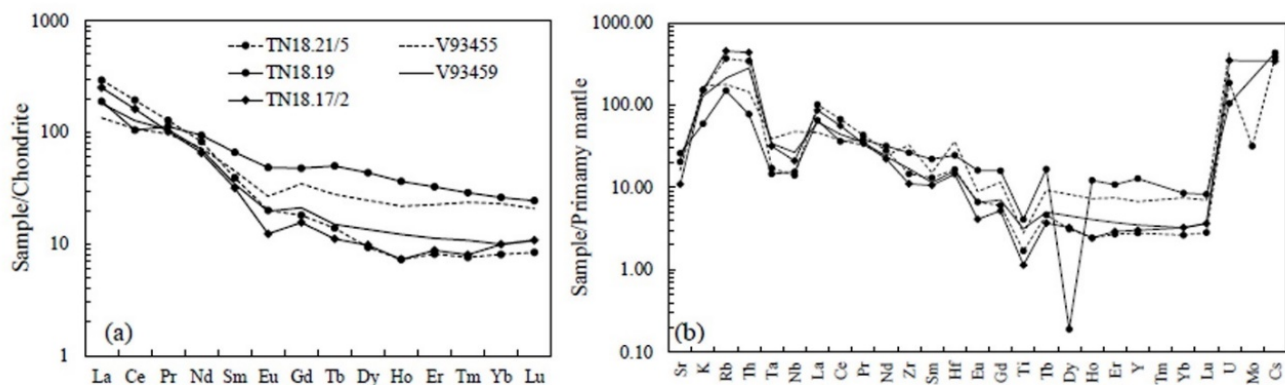 1000
100
10
1
Sample/Chondrite
TN18.21/5
TN18.19
TN18.17/2
V93455
V93459
(a)
La Ce Pr Nd Sm Eu Gd Tb Dy Ho Er Tm Yb Lu
1000.00
100.00
10.00
1.00
0.10
Sample/Primamy mantle
(b)
Sr K Rb Th Ta Nb La Ce Pr Nd Zr Sm Hf Eu Gd Ti Tb Dy Ho Er Y Tm Yb Lu U Mo Cs